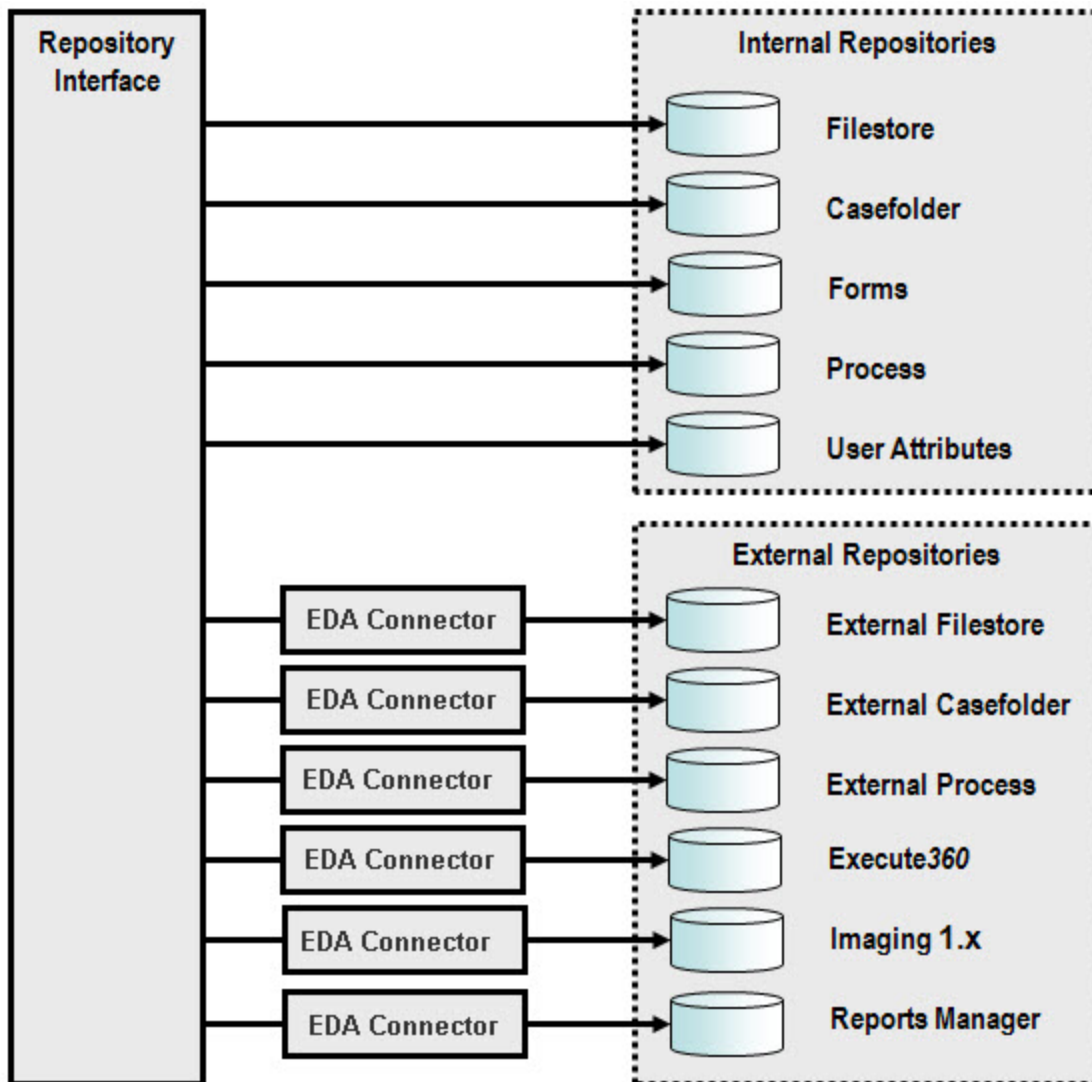 Repository
Interface
Internal Repositories
Filestore
Casefolder
Forms
Process
User Attributes
External Repositories
EDA Connector
External Filestore
EDA Connector
External Casefolder
EDA Connector
External Process
EDA Connector
Execute360
EDA Connector
Imaging 1.x
EDA Connector
Reports Manager